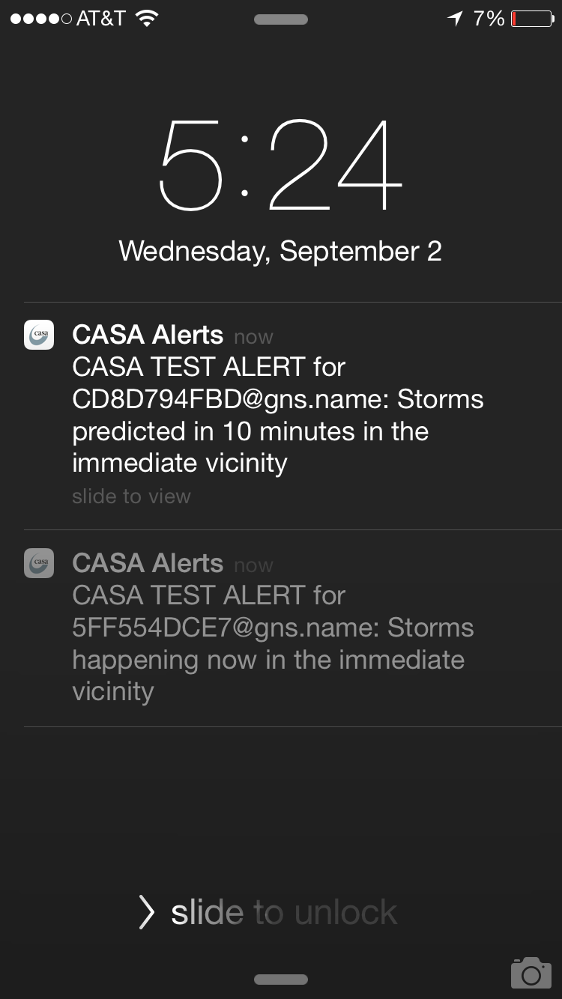 AT&T 7%
5:24
Wednesday, September 2
casa CASA Alerts now
CASA TEST ALERT for
CD8D794FBD@gns.name: Storms
predicted in 10 minutes in the
immediate vicinity
slide to view
casa CASA Alerts now
CASA TEST ALERT for
5FF554DCE7@gns.name: Storms
happening now in the immediate
vicinity
slide to unlock